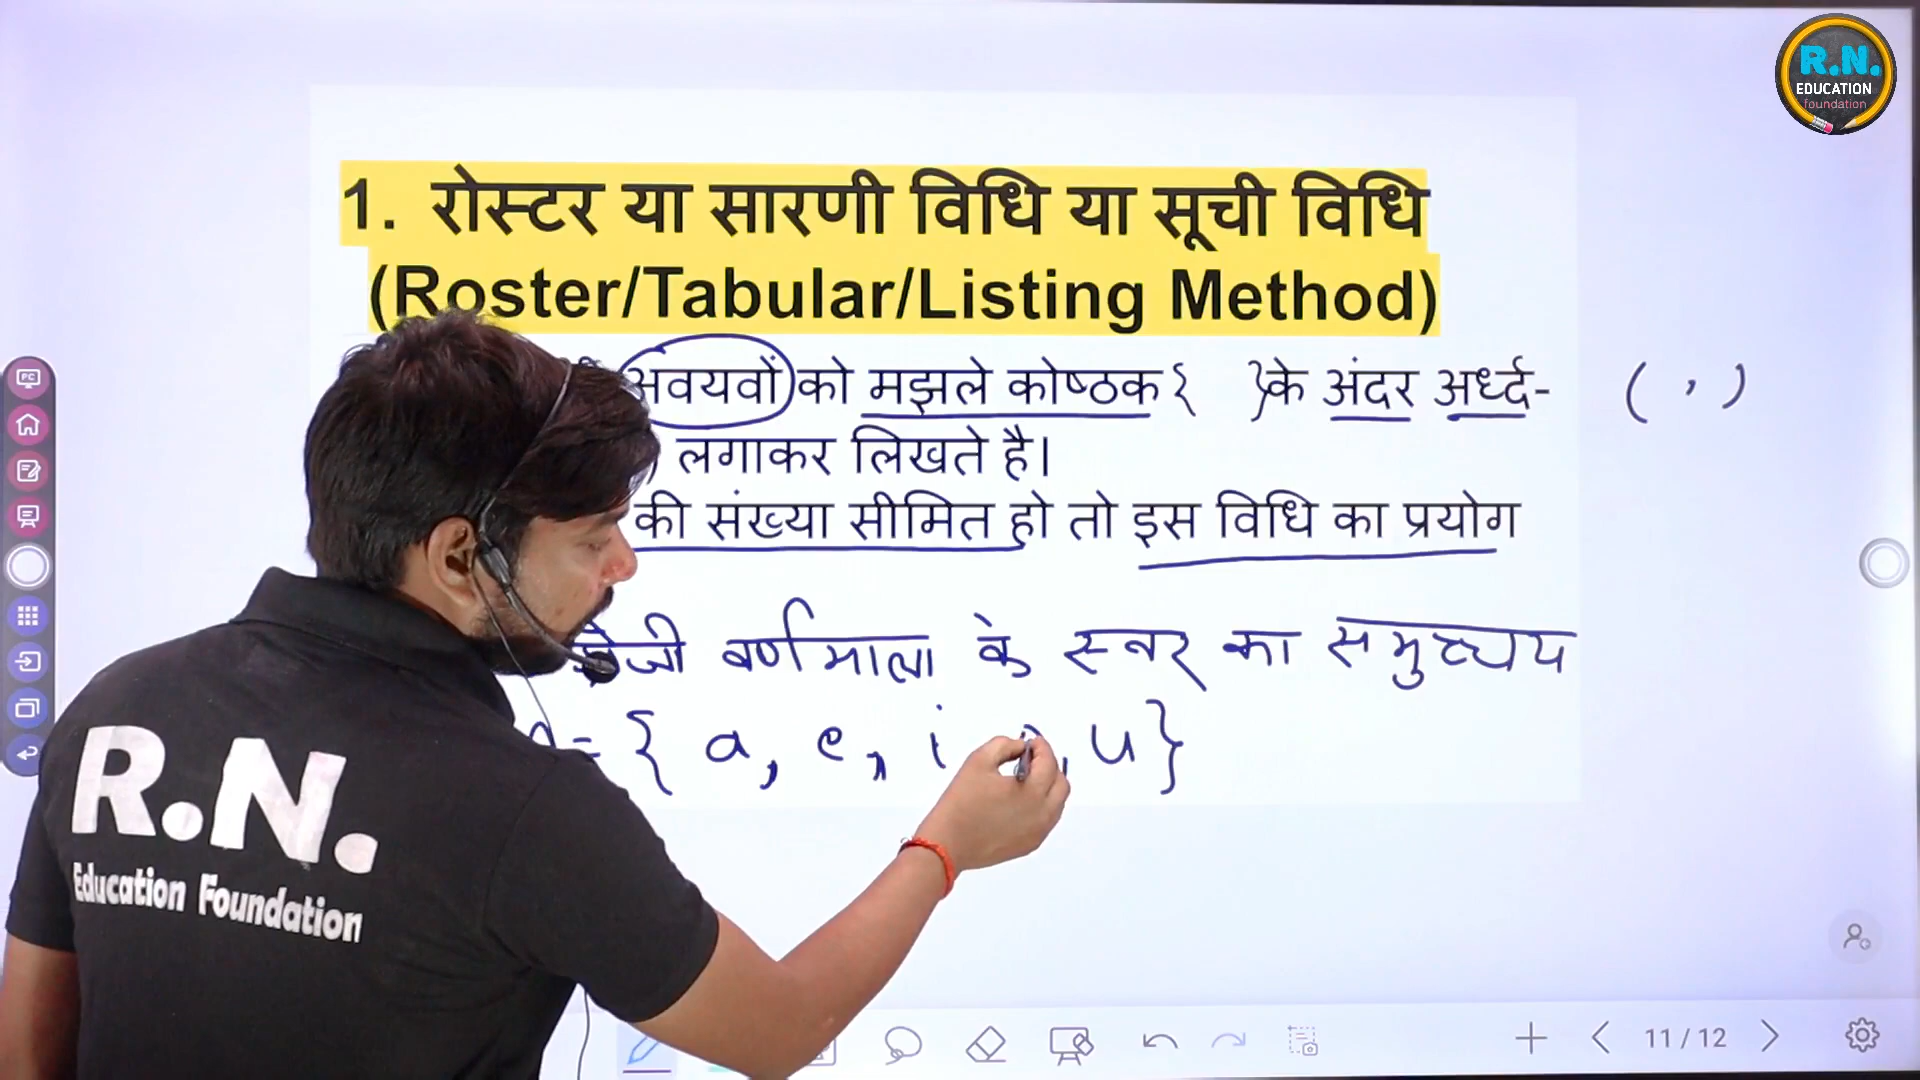 R.N.
EDUCATION
foundation
1. रोस्टर या सारणी विधि या सूची विधि
(Roster/Tabular/Listing Method)
अवयवों को मझले कोष्ठक { }के अंदर अर्ध्द- ( , )
लगाकर लिखते है।
की संख्या सीमित हो तो इस विधि का प्रयोग
वर्णमाला के स्वर का समुच्चय
= { a, e, i , u }
R.N.
Education Foundation
11/12